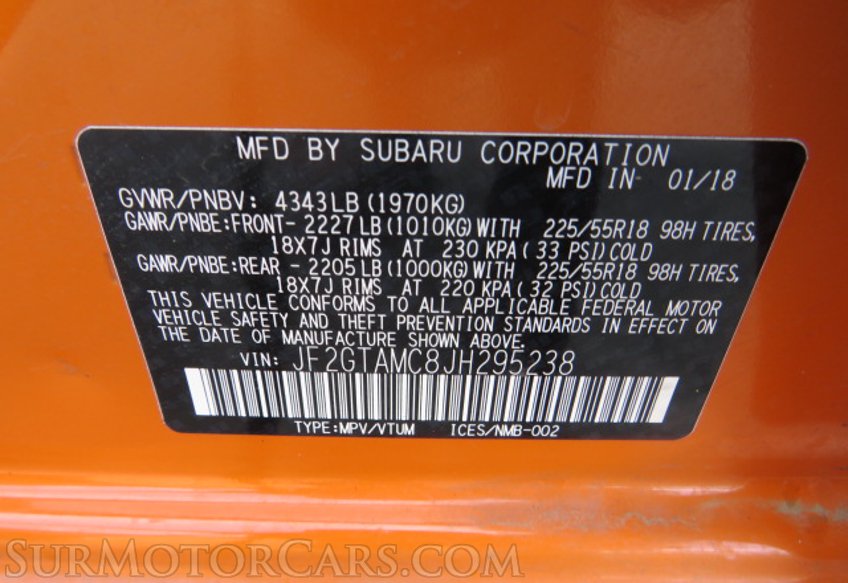 MFD BY SUBARU CORPORATION
MFD IN 01/18
GVWR/PNBV: 4343LB (1970KG)
GAWR/PNBE:FRONT- 2227LB (1010KG) WITH 225/55R18 98H TIRES,
18X7J RIMS AT 230 KPA ( 33 PSI) COLD
GAWR/PNBE:REAR - 2205LB (1000KG) WITH 225/55R18 98H TIRES,
18X7J RIMS AT 220 KPA ( 32 PSI) COLD
THIS VEHICLE CONFORMS TO ALL APPLICABLE FEDERAL MOTOR
VEHICLE SAFETY AND THEFT PREVENTION STANDARDS IN EFFECT ON
THE DATE OF MANUFACTURE SHOWN ABOVE.
VIN: JF2GTAMC8JH295238
TYPE:MPV/VTUM ICES/NMB-002
SurMotorCars.com